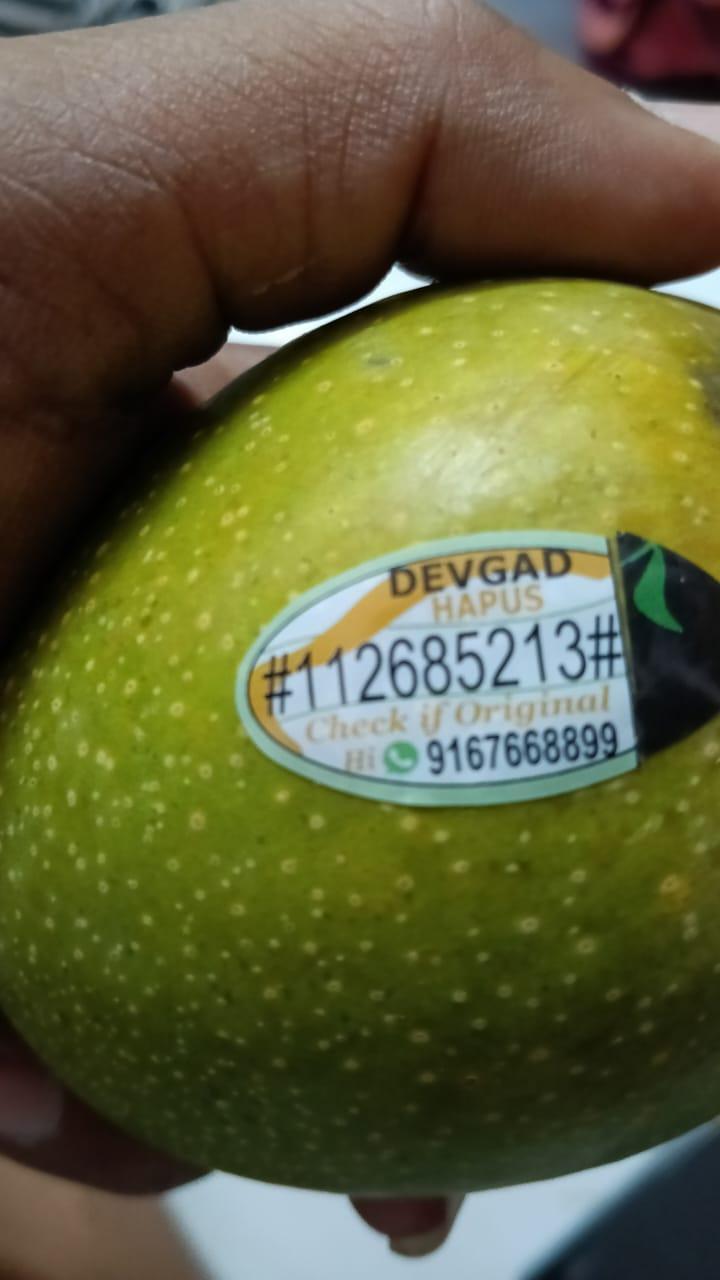 DEVGAD
HAPUS
#112685213#
Check if Original
Hi 9167668899